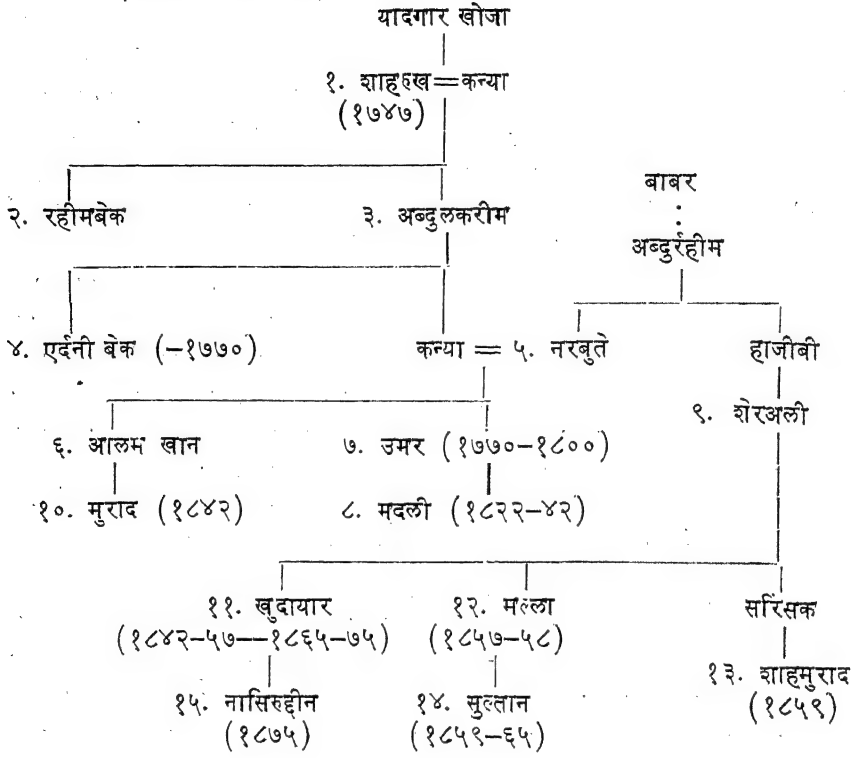 यादगार खोजा
१. शाहरुख=कन्या
(१७४७)
बाबर
२. रहीमबेक ३. अब्दुलकरीम
अब्दुर्रहीम
४. एर्दनी बेक (-१७७०) कन्या = ५. नरबुते हाजीबी
९. शेरअली
६. आलम खान ७. उमर (१७७०-१८००)
१०. मुराद (१८४२) ८. मदली (१८२२-४२)
११. खुदायार १२. मल्ला सरिंसक
(१८४२-५७--१८६५-७५) (१८५७-५८)
१३. शाहमुराद
१५. नासिरुद्दीन १४. सुल्तान (१८५९)
(१८७५) (१८५९-६५)